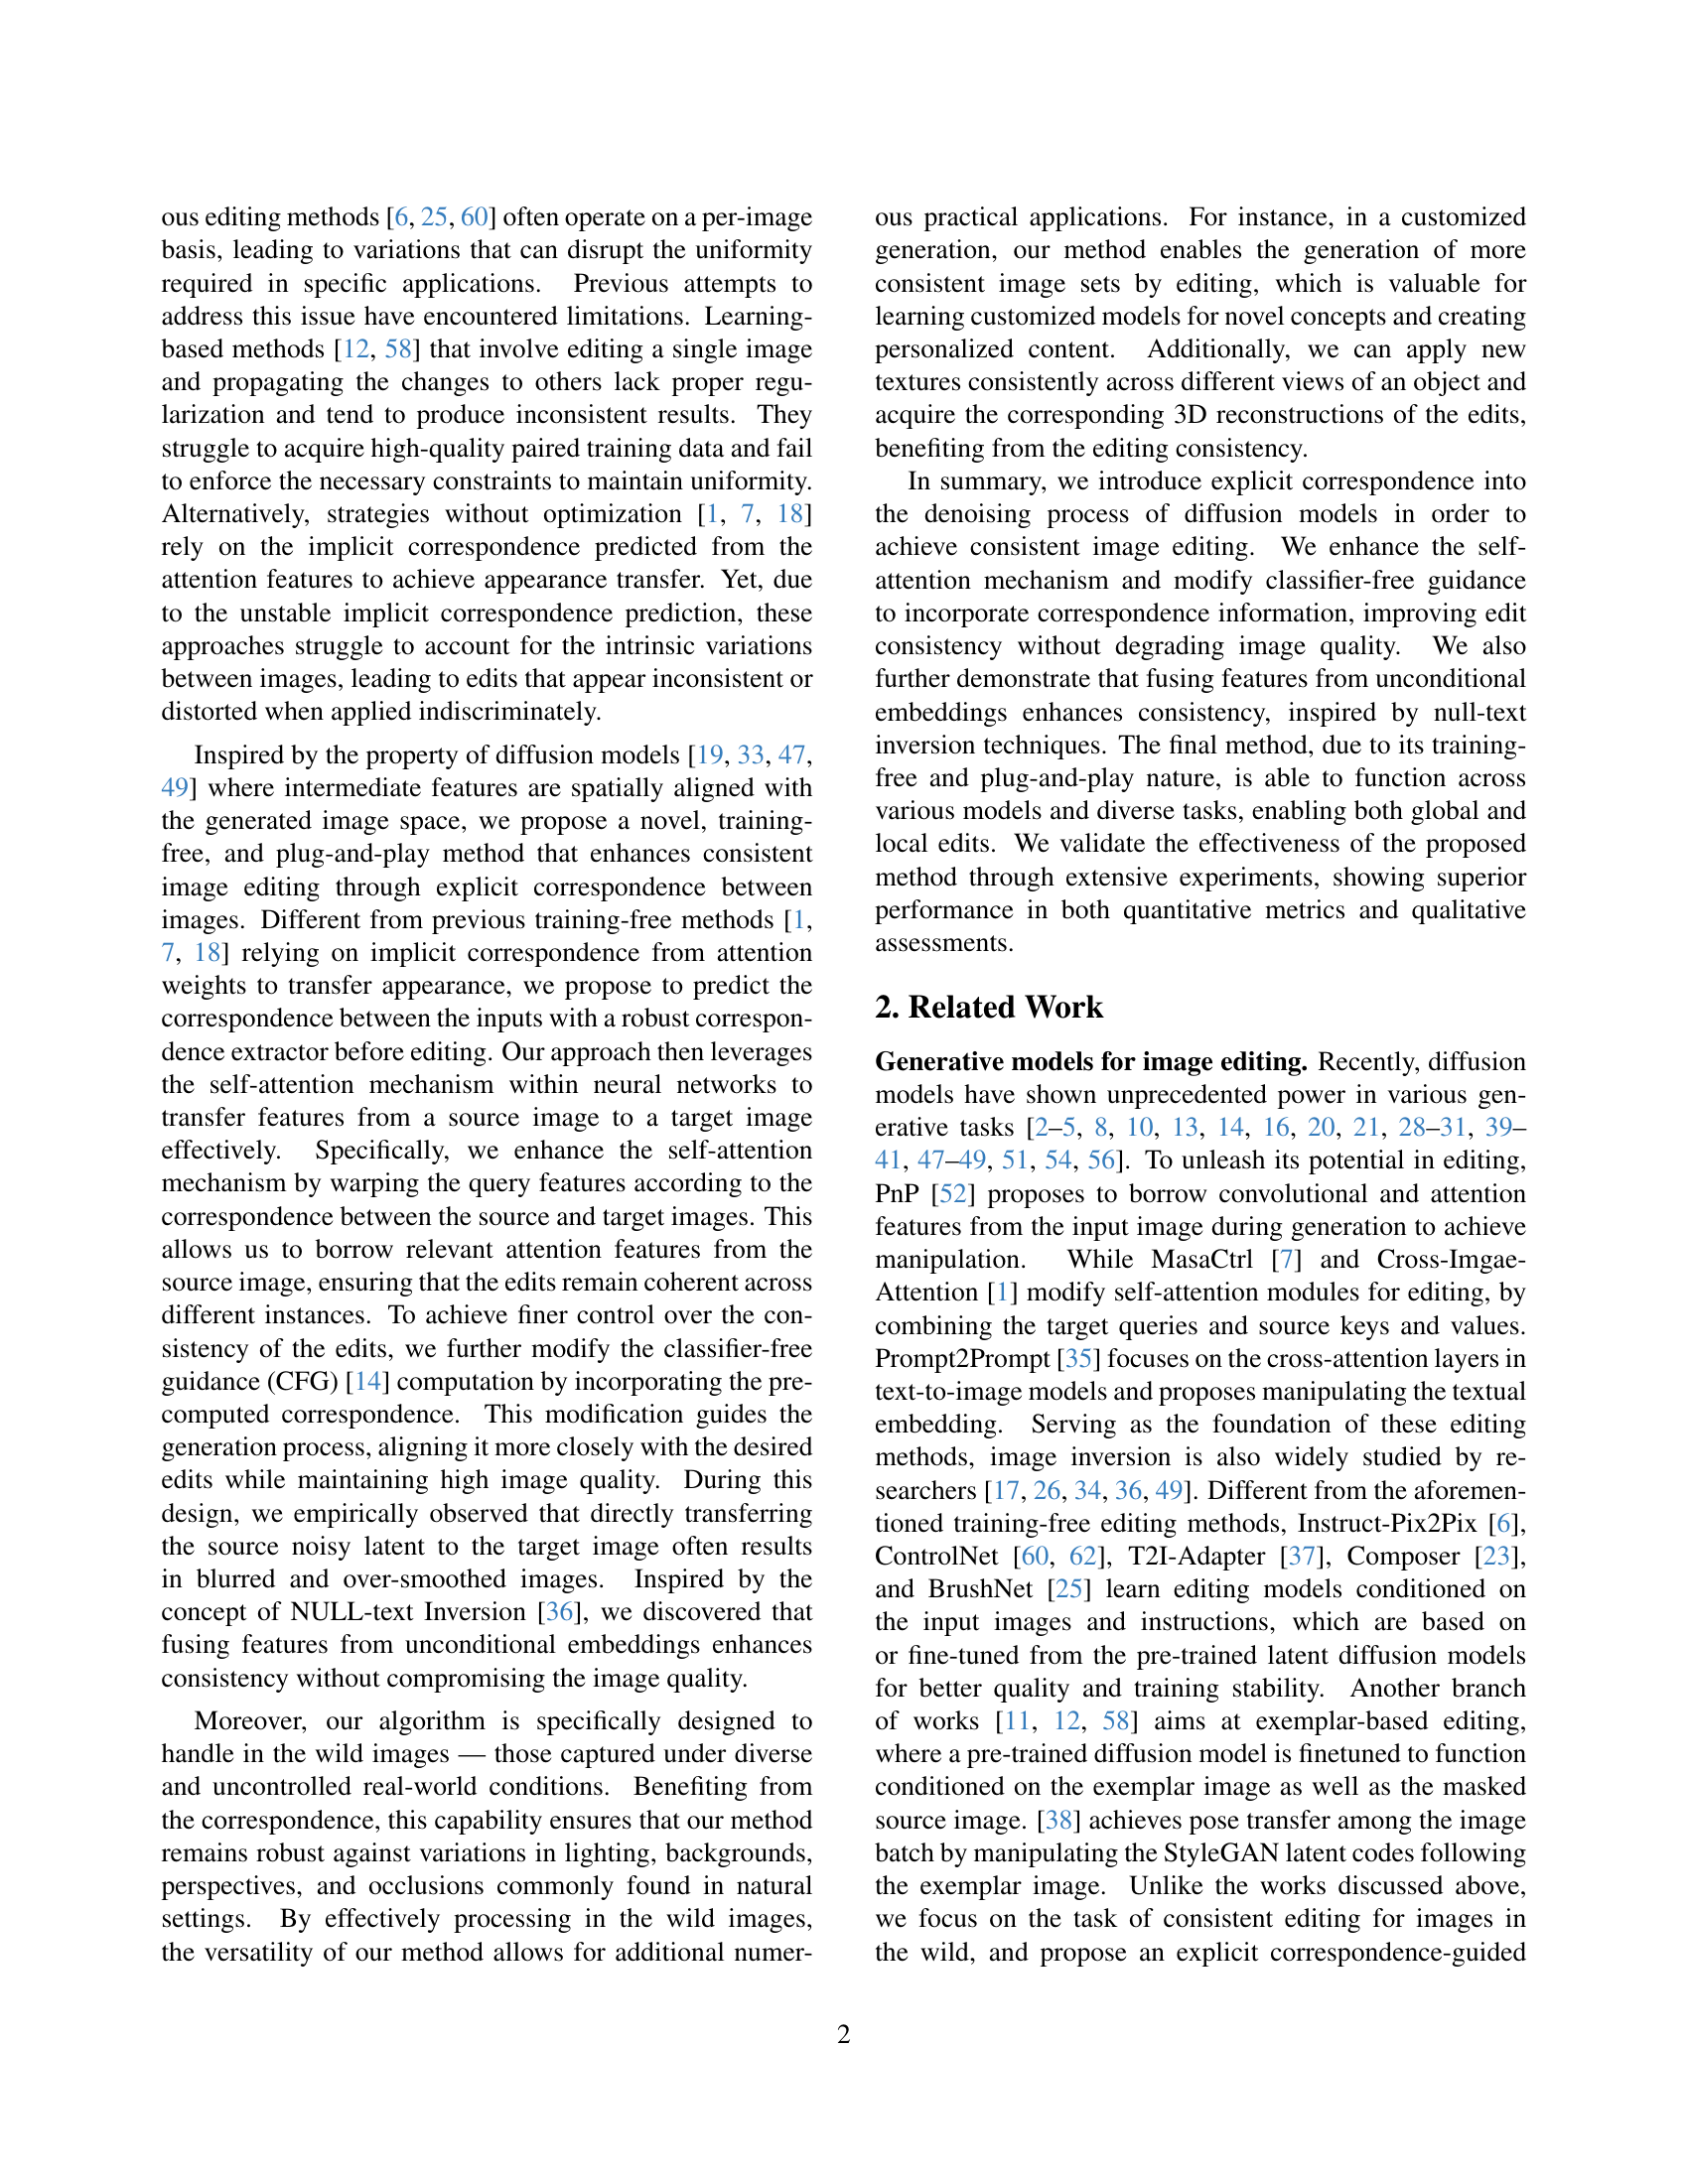 ous editing methods [6, 25, 60] often operate on a per-image
basis, leading to variations that can disrupt the uniformity
required in specific applications. Previous attempts to
address this issue have encountered limitations. Learning-
based methods [12, 58] that involve editing a single image
and propagating the changes to others lack proper regu-
larization and tend to produce inconsistent results. They
struggle to acquire high-quality paired training data and fail
to enforce the necessary constraints to maintain uniformity.
Alternatively, strategies without optimization [1, 7, 18]
rely on the implicit correspondence predicted from the
attention features to achieve appearance transfer. Yet, due
to the unstable implicit correspondence prediction, these
approaches struggle to account for the intrinsic variations
between images, leading to edits that appear inconsistent or
distorted when applied indiscriminately.
Inspired by the property of diffusion models [19, 33, 47,
49] where intermediate features are spatially aligned with
the generated image space, we propose a novel, training-
free, and plug-and-play method that enhances consistent
image editing through explicit correspondence between
images. Different from previous training-free methods [1,
7, 18] relying on implicit correspondence from attention
weights to transfer appearance, we propose to predict the
correspondence between the inputs with a robust correspon-
dence extractor before editing. Our approach then leverages
the self-attention mechanism within neural networks to
transfer features from a source image to a target image
effectively. Specifically, we enhance the self-attention
mechanism by warping the query features according to the
correspondence between the source and target images. This
allows us to borrow relevant attention features from the
source image, ensuring that the edits remain coherent across
different instances. To achieve finer control over the con-
sistency of the edits, we further modify the classifier-free
guidance (CFG) [14] computation by incorporating the pre-
computed correspondence. This modification guides the
generation process, aligning it more closely with the desired
edits while maintaining high image quality. During this
design, we empirically observed that directly transferring
the source noisy latent to the target image often results
in blurred and over-smoothed images. Inspired by the
concept of NULL-text Inversion [36], we discovered that
fusing features from unconditional embeddings enhances
consistency without compromising the image quality.
Moreover, our algorithm is specifically designed to
handle in the wild images — those captured under diverse
and uncontrolled real-world conditions. Benefiting from
the correspondence, this capability ensures that our method
remains robust against variations in lighting, backgrounds,
perspectives, and occlusions commonly found in natural
settings. By effectively processing in the wild images,
the versatility of our method allows for additional numer-
ous practical applications. For instance, in a customized
generation, our method enables the generation of more
consistent image sets by editing, which is valuable for
learning customized models for novel concepts and creating
personalized content. Additionally, we can apply new
textures consistently across different views of an object and
acquire the corresponding 3D reconstructions of the edits,
benefiting from the editing consistency.
In summary, we introduce explicit correspondence into
the denoising process of diffusion models in order to
achieve consistent image editing. We enhance the self-
attention mechanism and modify classifier-free guidance
to incorporate correspondence information, improving edit
consistency without degrading image quality. We also
further demonstrate that fusing features from unconditional
embeddings enhances consistency, inspired by null-text
inversion techniques. The final method, due to its training-
free and plug-and-play nature, is able to function across
various models and diverse tasks, enabling both global and
local edits. We validate the effectiveness of the proposed
method through extensive experiments, showing superior
performance in both quantitative metrics and qualitative
assessments.
2. Related Work
Generative models for image editing. Recently, diffusion
models have shown unprecedented power in various gen-
erative tasks [2–5, 8, 10, 13, 14, 16, 20, 21, 28–31, 39–
41, 47–49, 51, 54, 56]. To unleash its potential in editing,
PnP [52] proposes to borrow convolutional and attention
features from the input image during generation to achieve
manipulation. While MasaCtrl [7] and Cross-Imgae-
Attention [1] modify self-attention modules for editing, by
combining the target queries and source keys and values.
Prompt2Prompt [35] focuses on the cross-attention layers in
text-to-image models and proposes manipulating the textual
embedding. Serving as the foundation of these editing
methods, image inversion is also widely studied by re-
searchers [17, 26, 34, 36, 49]. Different from the aforemen-
tioned training-free editing methods, Instruct-Pix2Pix [6],
ControlNet [60, 62], T2I-Adapter [37], Composer [23],
and BrushNet [25] learn editing models conditioned on
the input images and instructions, which are based on
or fine-tuned from the pre-trained latent diffusion models
for better quality and training stability. Another branch
of works [11, 12, 58] aims at exemplar-based editing,
where a pre-trained diffusion model is finetuned to function
conditioned on the exemplar image as well as the masked
source image. [38] achieves pose transfer among the image
batch by manipulating the StyleGAN latent codes following
the exemplar image. Unlike the works discussed above,
we focus on the task of consistent editing for images in
the wild, and propose an explicit correspondence-guided
2